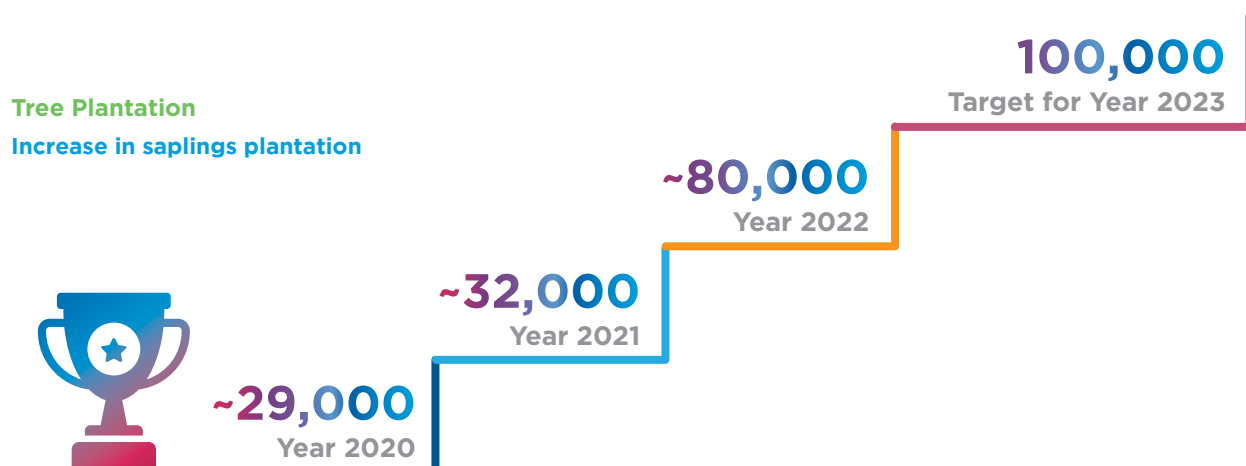 Tree Plantation
Increase in saplings plantation
~29,000
Year 2020
~32,000
Year 2021
~80,000
Year 2022
100,000
Target for Year 2023